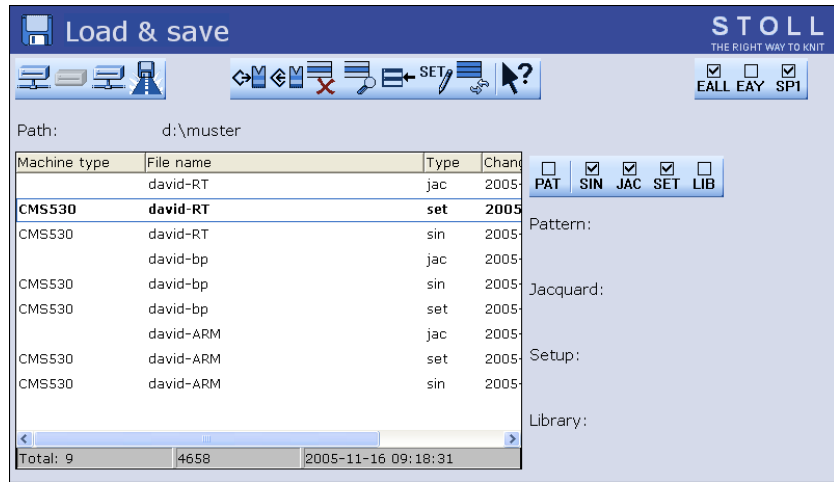 Load & save
STOLL
THE RIGHT WAY TO KNIT
SET
?
EALL EAY SP1
Path: d:\muster
Machine type File name Type Chang
david-RT jac 2005-
CMS530 david-RT set 2005
CMS530 david-RT sin 2005-
david-bp jac 2005-
CMS530 david-bp sin 2005-
CMS530 david-bp set 2005-
david-ARM jac 2005-
CMS530 david-ARM set 2005-
CMS530 david-ARM sin 2005-
Total: 9 4658 2005-11-16 09:18:31
PAT SIN JAC SET LIB
Pattern:
Jacquard:
Setup:
Library: